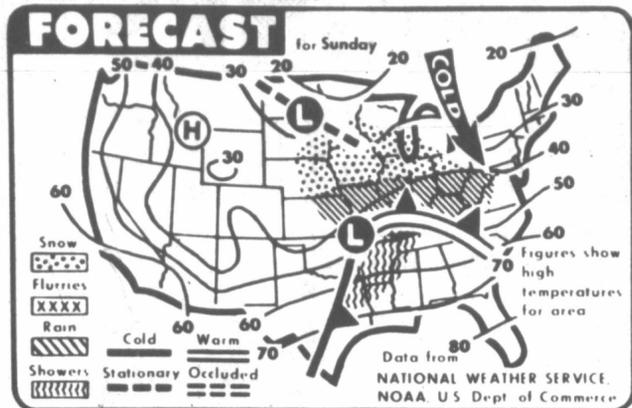 FORECAST
for Sunday
50 40 30 20 20 20
COLD
30
40
50
60
70
80
H
L
30
L
60
60 60
70
Snow
Flurries
XXXX
Rain
Showers
Cold Warm
Stationary Occluded
Figures show
high
temperatures
for area
Data from
NATIONAL WEATHER SERVICE,
NOAA, U S Dept of Commerce